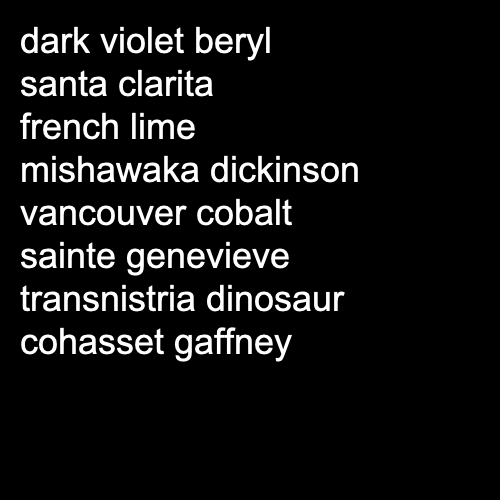 dark violet beryl
santa clarita
french lime
mishawaka dickinson
vancouver cobalt
sainte genevieve
transnistria dinosaur
cohasset gaffney